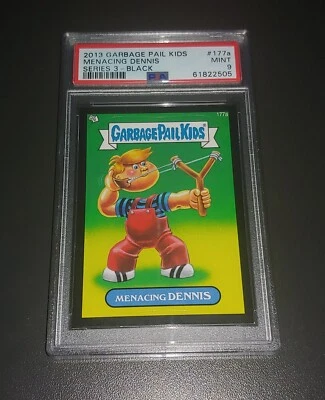 2013 GARBAGE PAIL KIDS #177a
MENACING DENNIS MINT
SERIES 3 - BLACK 9
PSA 61822505
177a
GARBAGE PAIL KIDS
MENACING DENNIS